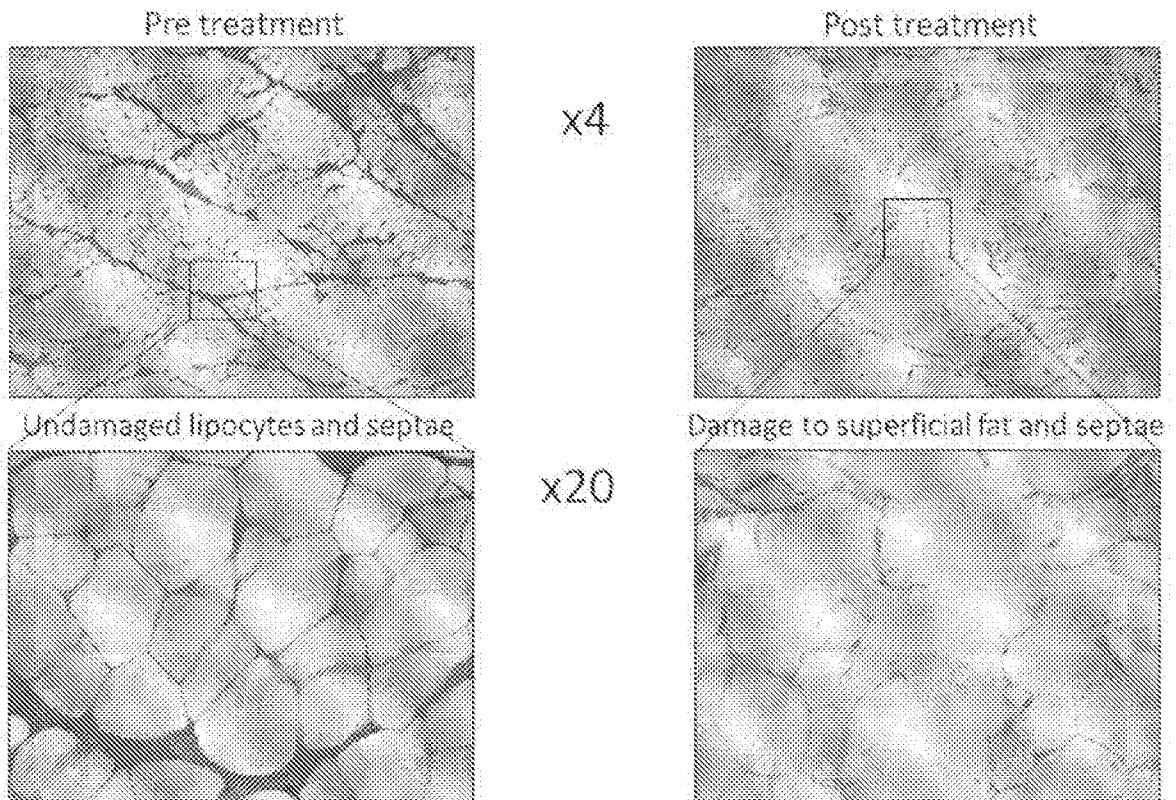 Pre treatment
Post treatment
x4
Undamaged lipocytes and septae
Damage to superficial fat and septae
x20